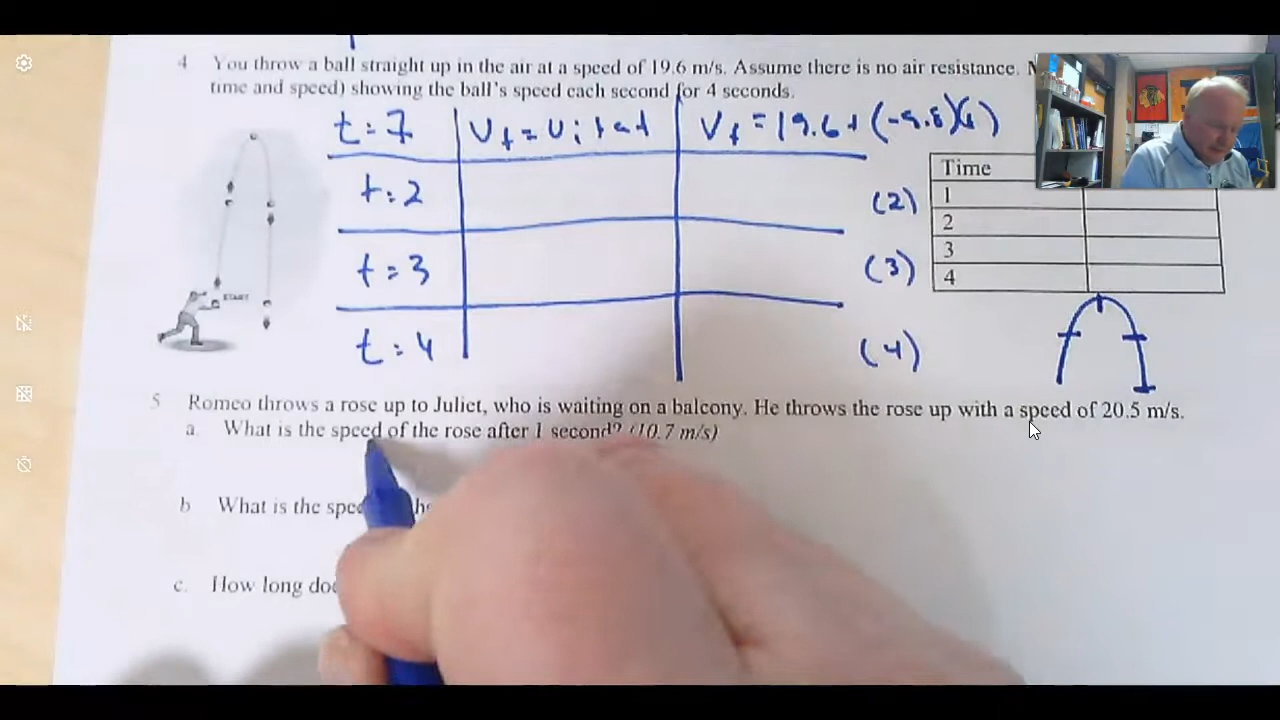 4 You throw a ball straight up in the air at a speed of 19.6 m/s. Assume there is no air resistance.
time and speed) showing the ball's speed each second for 4 seconds.
t = 7 Vf = Vi + at Vf = 19.6 + (-9.8)( )
t = 2 (2)
t = 3 (3)
t = 4 (4)
START
Time
1
2
3
4
5 Romeo throws a rose up to Juliet, who is waiting on a balcony. He throws the rose up with a speed of 20.5 m/s.
a. What is the speed of the rose after 1 second? (10.7 m/s)
b What is the
c. How long